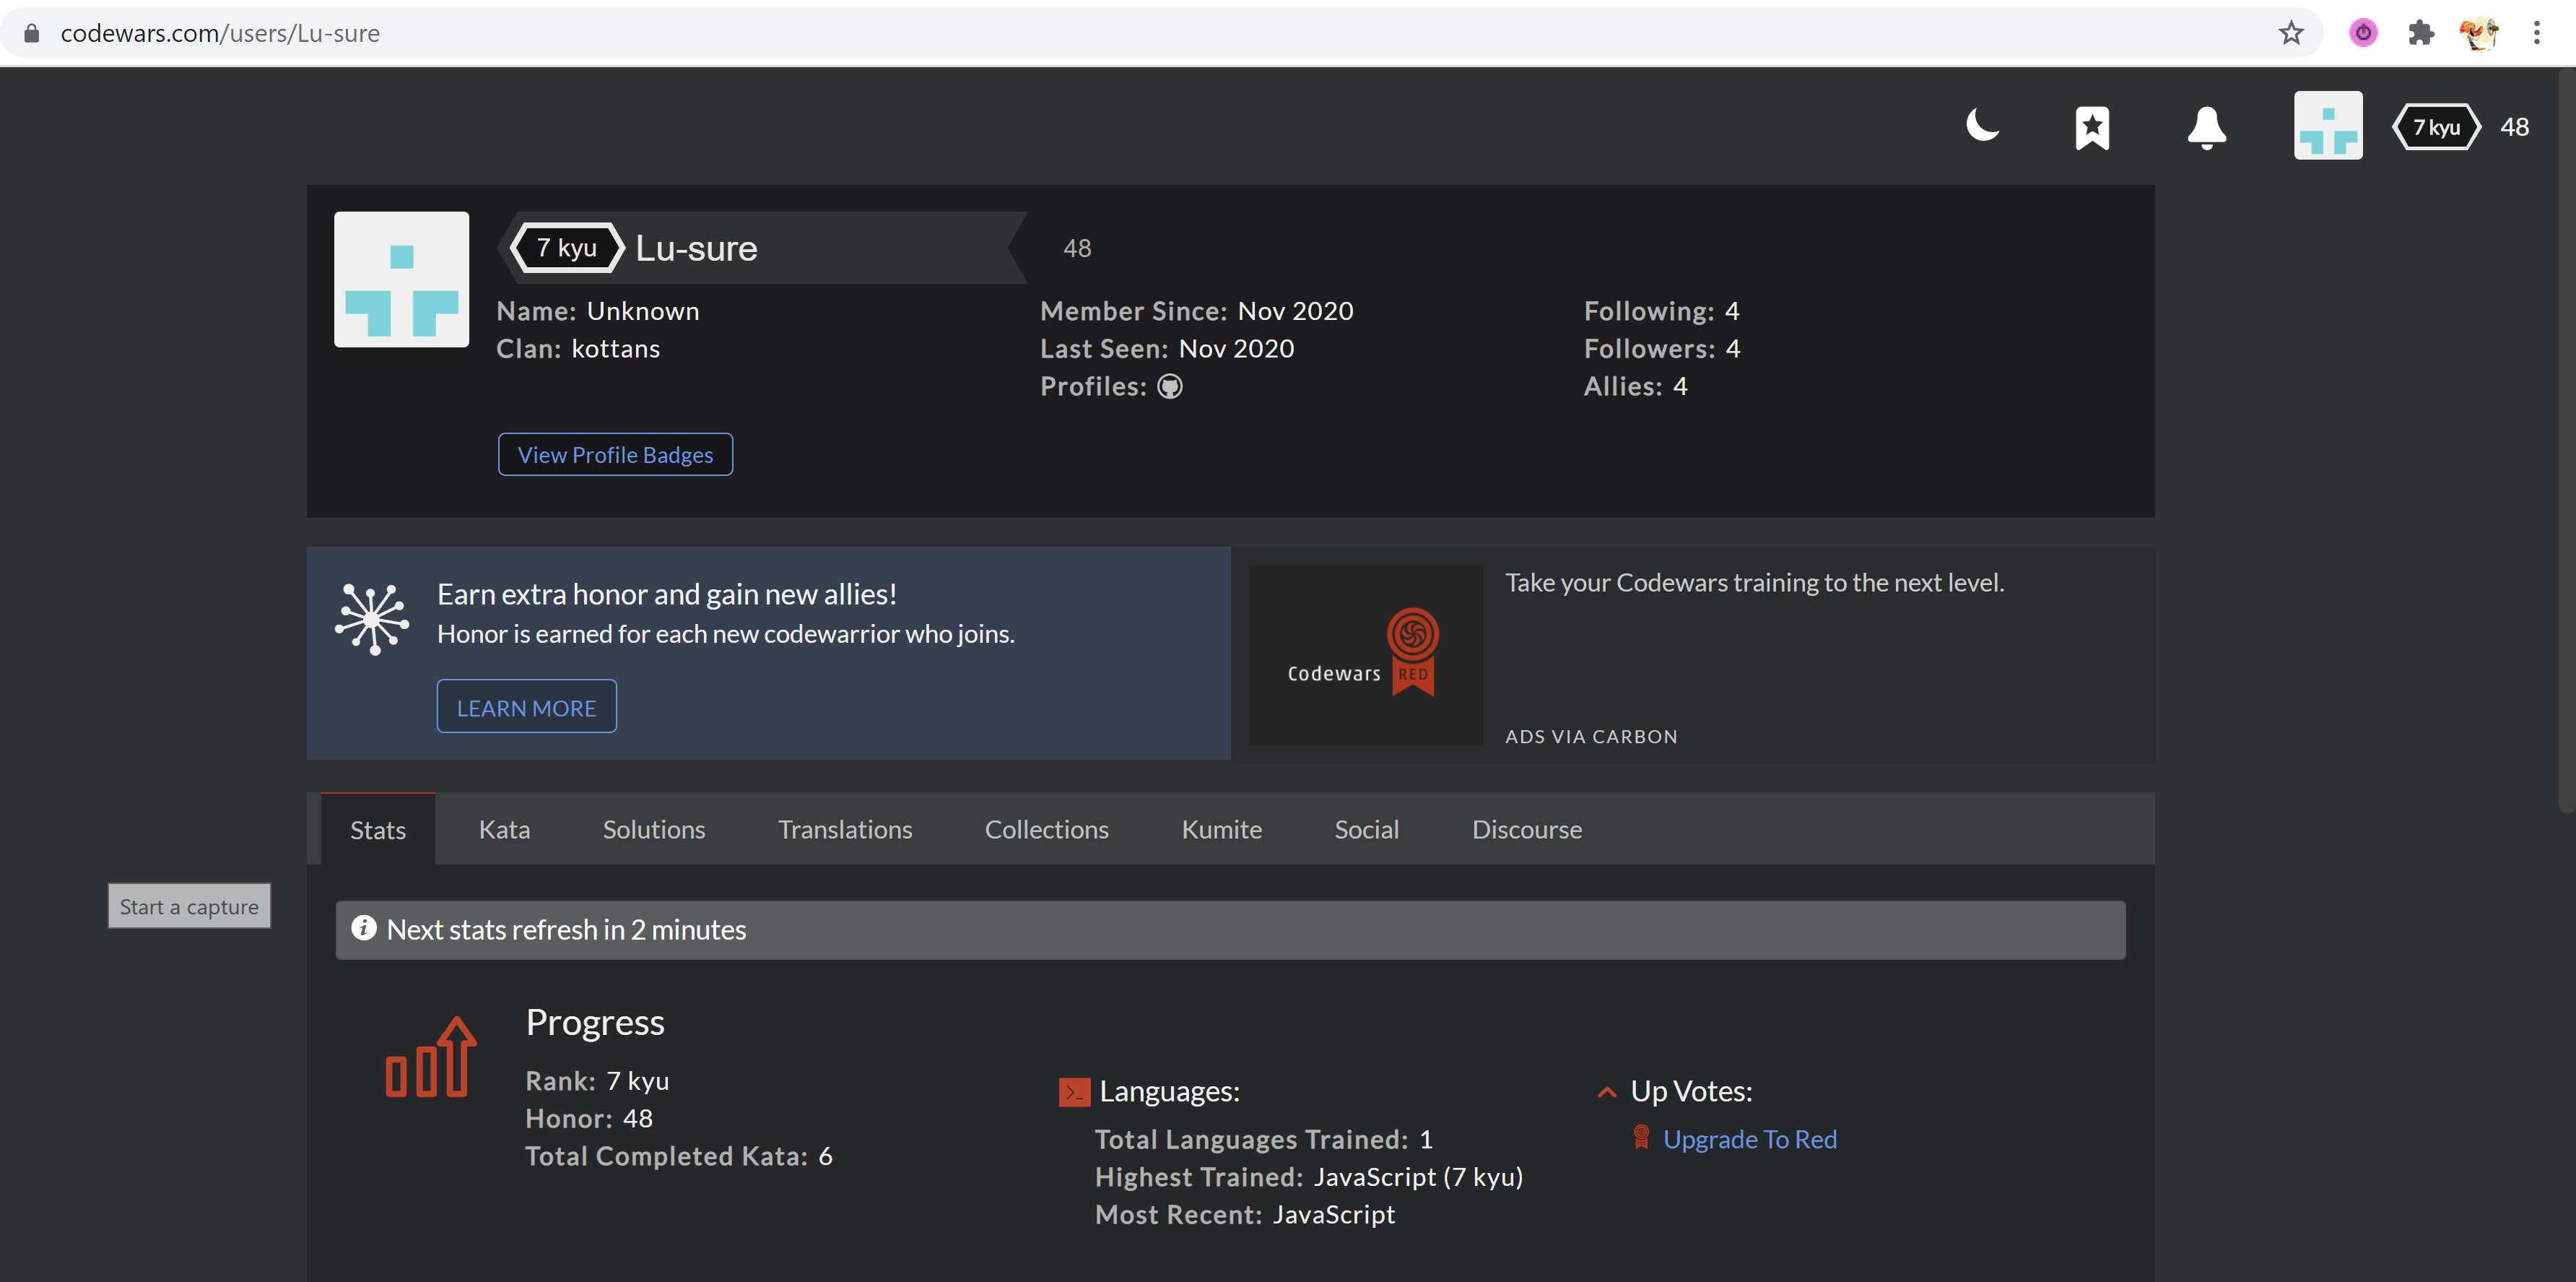 codewars.com/users/Lu-sure
7 kyu 48
7 kyu Lu-sure 48
Name: Unknown
Clan: kottans
Member Since: Nov 2020
Last Seen: Nov 2020
Profiles:
Following: 4
Followers: 4
Allies: 4
View Profile Badges
Earn extra honor and gain new allies!
Honor is earned for each new codewarrior who joins.
LEARN MORE
Codewars RED
Take your Codewars training to the next level.
ADS VIA CARBON
Stats Kata Solutions Translations Collections Kumite Social Discourse
Start a capture
Next stats refresh in 2 minutes
Progress
Rank: 7 kyu
Honor: 48
Total Completed Kata: 6
Languages:
Total Languages Trained: 1
Highest Trained: JavaScript (7 kyu)
Most Recent: JavaScript
Up Votes:
Upgrade To Red